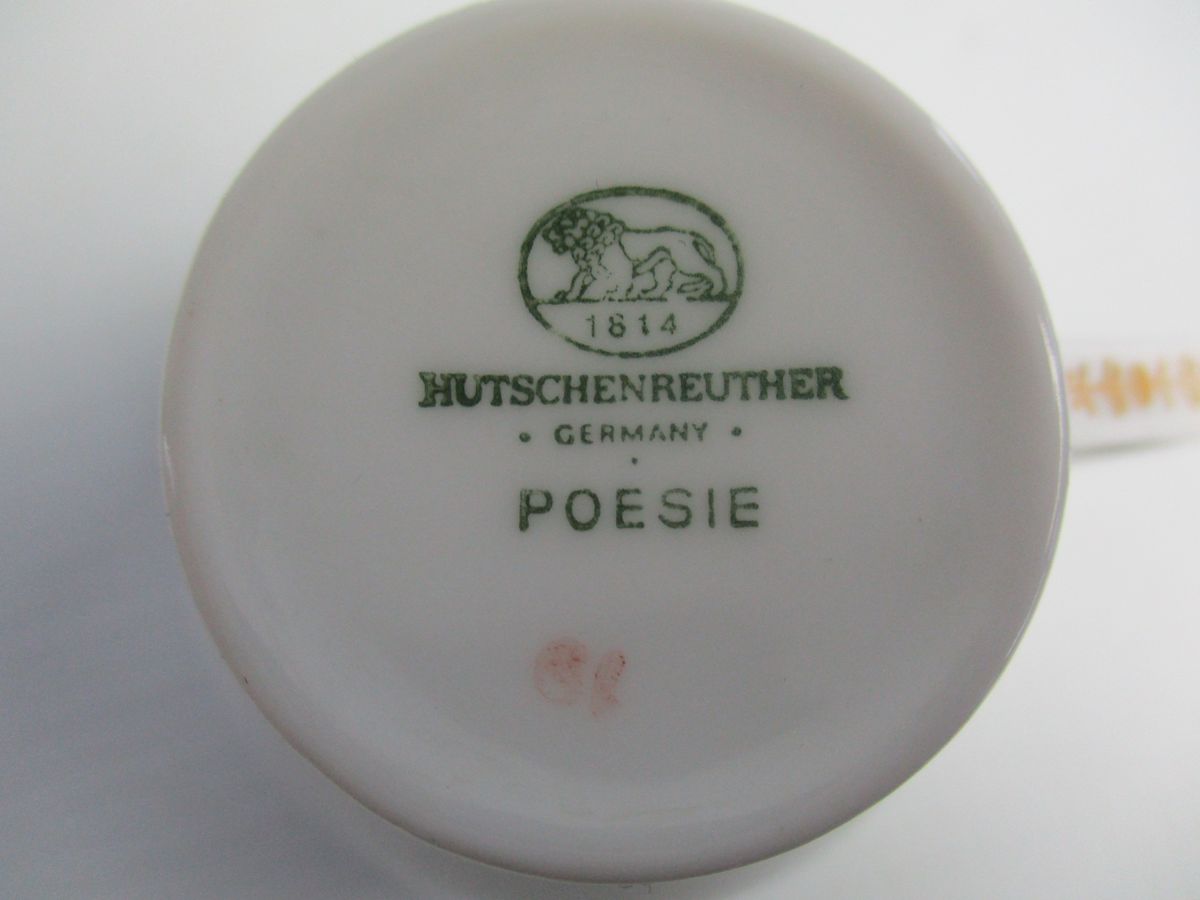 1814
HUTSCHENREUTHER
· GERMANY ·
POESIE